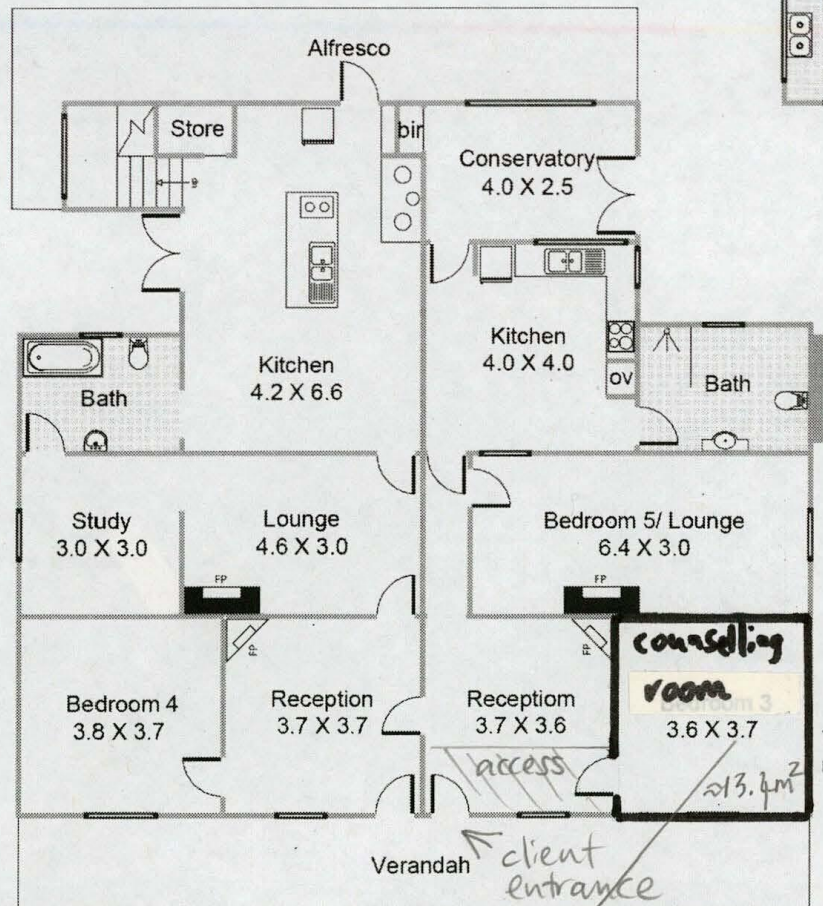 Alfresco
Store
bin
Conservatory
4.0 X 2.5
Kitchen
4.2 X 6.6
Kitchen
4.0 X 4.0
OV
Bath
Bath
Study
3.0 X 3.0
Lounge
4.6 X 3.0
Bedroom 5/ Lounge
6.4 X 3.0
FP
FP
FP
FP
Bedroom 4
3.8 X 3.7
Reception
3.7 X 3.7
Receptiom
3.7 X 3.6
counselling
room
Bedroom 3
3.6 X 3.7
≈13.4m²
access
Verandah
client
entrance